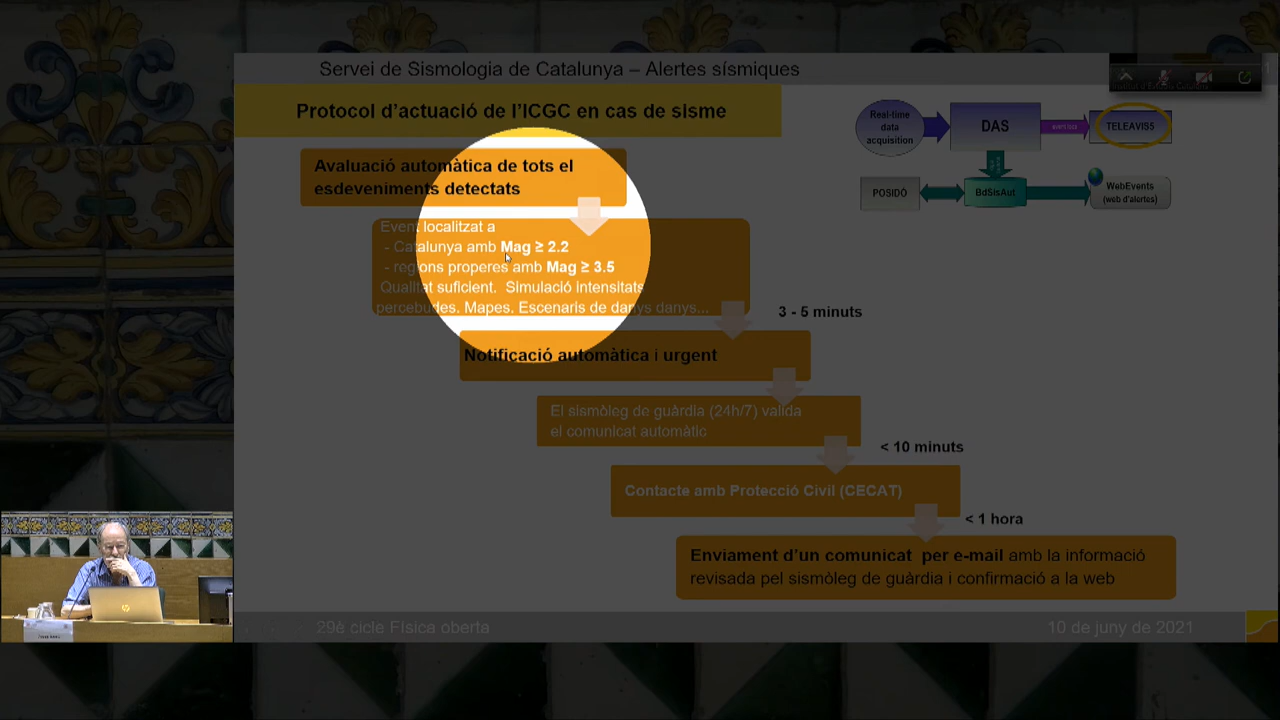 Servei de Sismologia de Catalunya – Alertes sísmiques
Protocol d'actuació de l'ICGC en cas de sisme
Avaluació automàtica de tots el
esdeveniments detectats
Event localitzat a
- Catalunya amb Mag ≥ 2.2
- regions properes amb Mag ≥ 3.5
Qualitat suficient. Simulació intensitats
percebudes. Mapes. Escenaris de danys danys...
3 - 5 minuts
Notificació automàtica i urgent
El sismòleg de guàrdia (24h/7) valida
el comunicat automàtic
< 10 minuts
Contacte amb Protecció Civil (CECAT)
< 1 hora
Enviament d'un comunicat per e-mail amb la informació
revisada pel sismòleg de guàrdia i confirmació a la web
Real-time
data
acquisition
DAS
TELEAVIS5
POSIDÓ
BdSisAut
WebEvents
(web d'alertes)
29è cicle Física oberta
10 de juny de 2021
hp